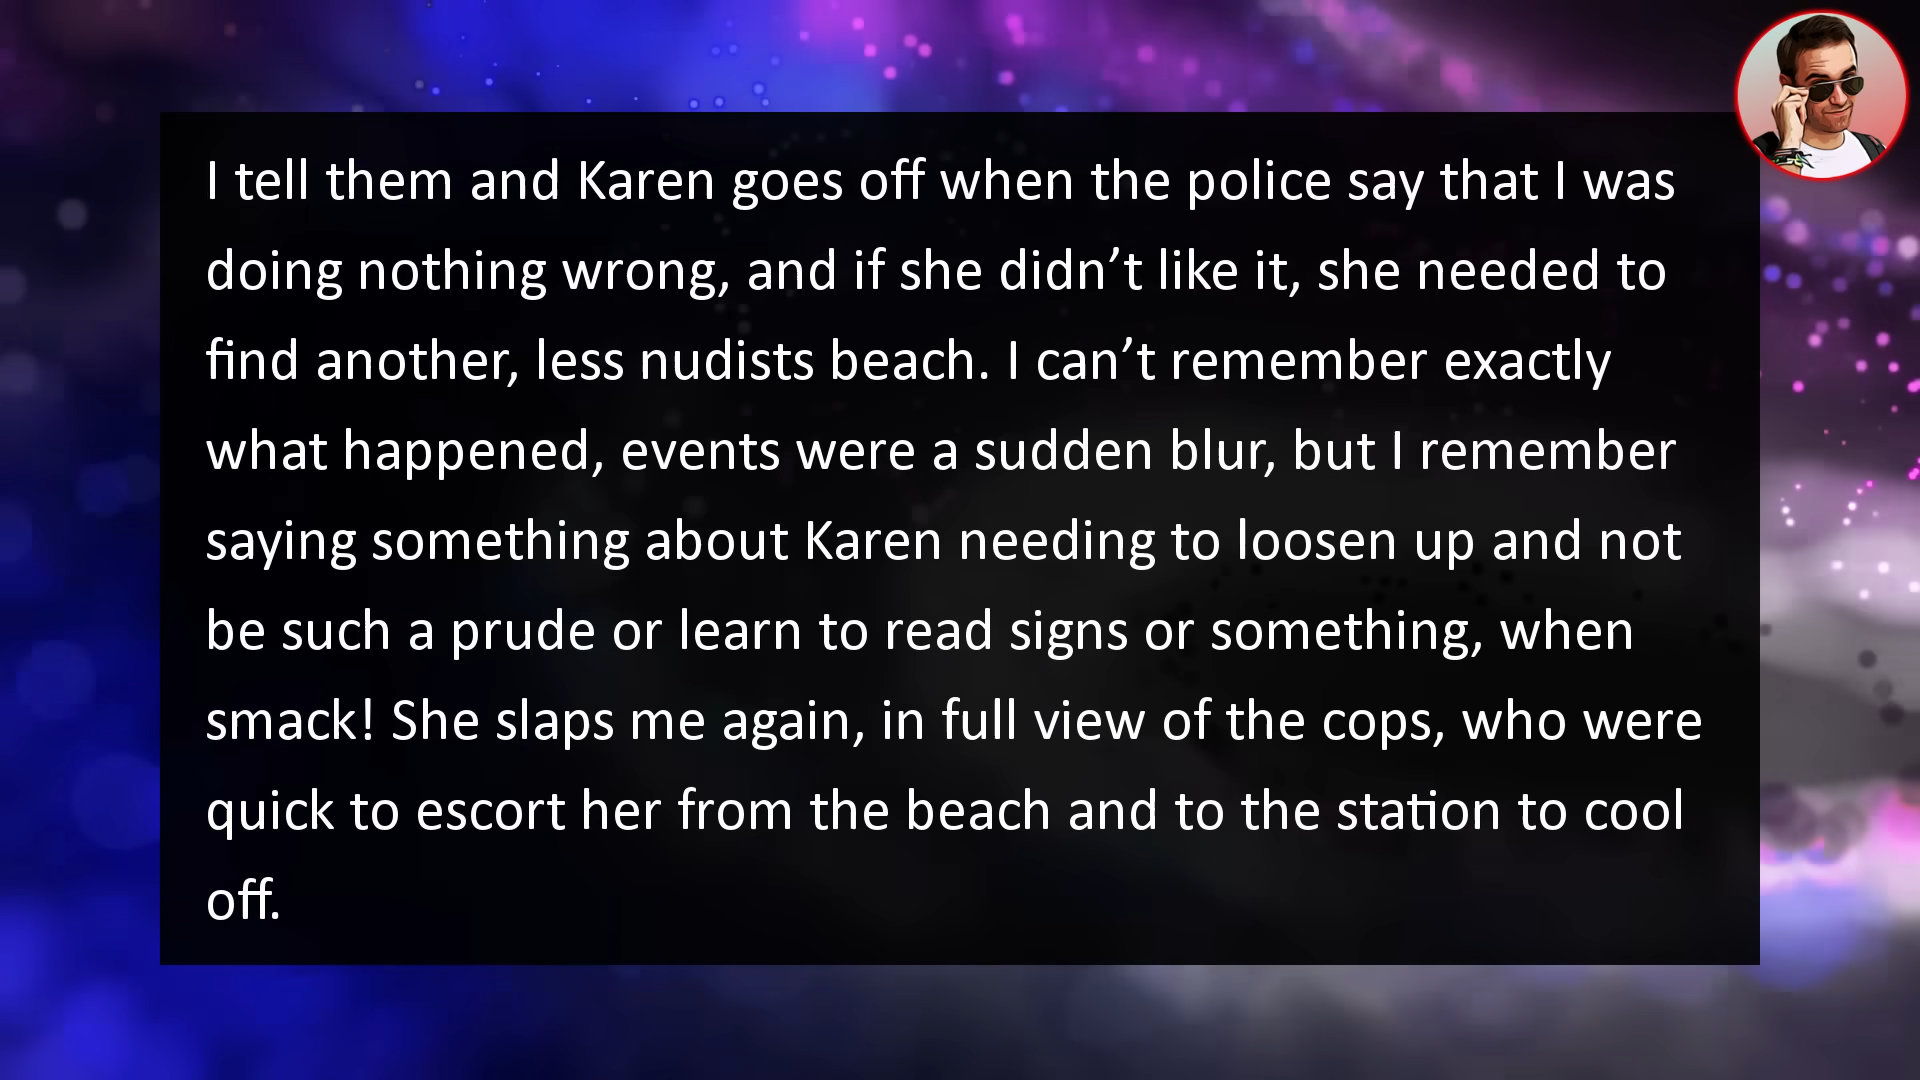 I tell them and Karen goes off when the police say that I was
doing nothing wrong, and if she didn’t like it, she needed to
find another, less nudists beach. I can’t remember exactly
what happened, events were a sudden blur, but I remember
saying something about Karen needing to loosen up and not
be such a prude or learn to read signs or something, when
smack! She slaps me again, in full view of the cops, who were
quick to escort her from the beach and to the station to cool
off.